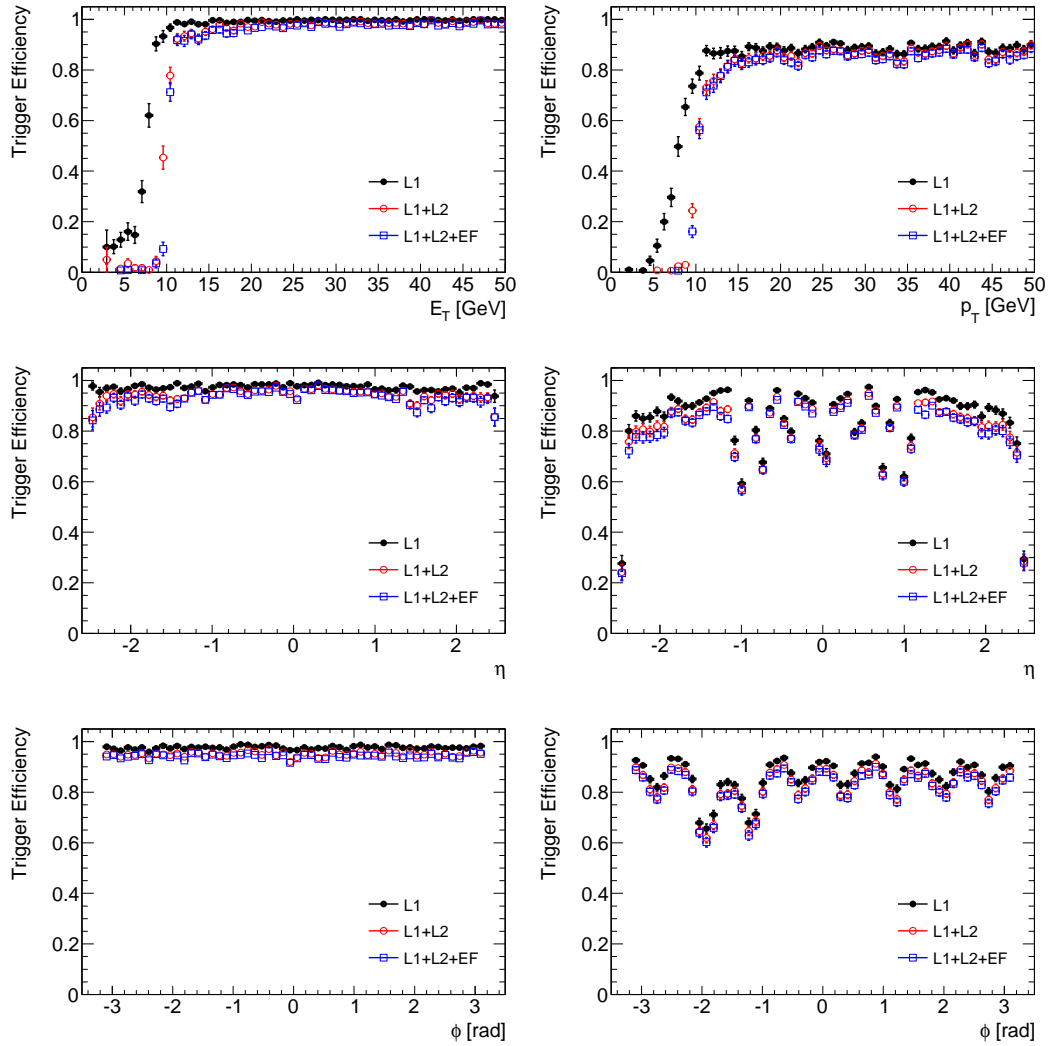 Trigger Efficiency
1
0.8
0.6
0.4
0.2
0
L1
L1+L2
L1+L2+EF
0 5 10 15 20 25 30 35 40 45 50
E_T [GeV]
Trigger Efficiency
1
0.8
0.6
0.4
0.2
0
L1
L1+L2
L1+L2+EF
0 5 10 15 20 25 30 35 40 45 50
p_T [GeV]
Trigger Efficiency
1
0.8
0.6
0.4
0.2
0
L1
L1+L2
L1+L2+EF
-2 -1 0 1 2
η
Trigger Efficiency
1
0.8
0.6
0.4
0.2
0
L1
L1+L2
L1+L2+EF
-2 -1 0 1 2
η
Trigger Efficiency
1
0.8
0.6
0.4
0.2
0
L1
L1+L2
L1+L2+EF
-3 -2 -1 0 1 2 3
ϕ [rad]
Trigger Efficiency
1
0.8
0.6
0.4
0.2
0
L1
L1+L2
L1+L2+EF
-3 -2 -1 0 1 2 3
ϕ [rad]